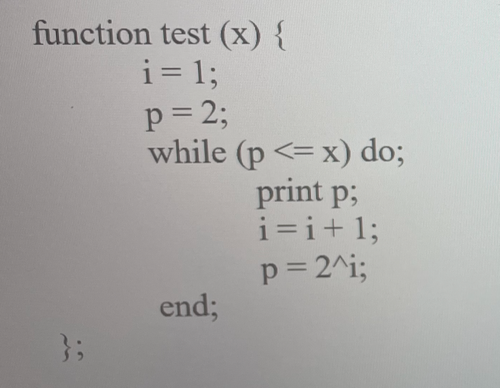 function test (x) {
i = 1;
p = 2;
while (p <= x) do;
print p;
i = i + 1;
p = 2^i;
end;
};